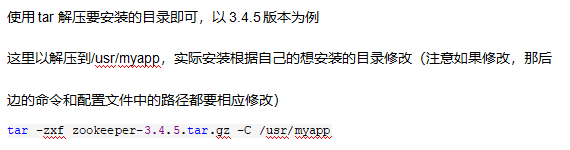 使用 tar 解压要安装的目录即可，以 3.4.5 版本为例
这里以解压到/usr/myapp，实际安装根据自己的想安装的目录修改（注意如果修改，那后
边的命令和配置文件中的路径都要相应修改）
tar -zxf zookeeper-3.4.5.tar.gz -C /usr/myapp